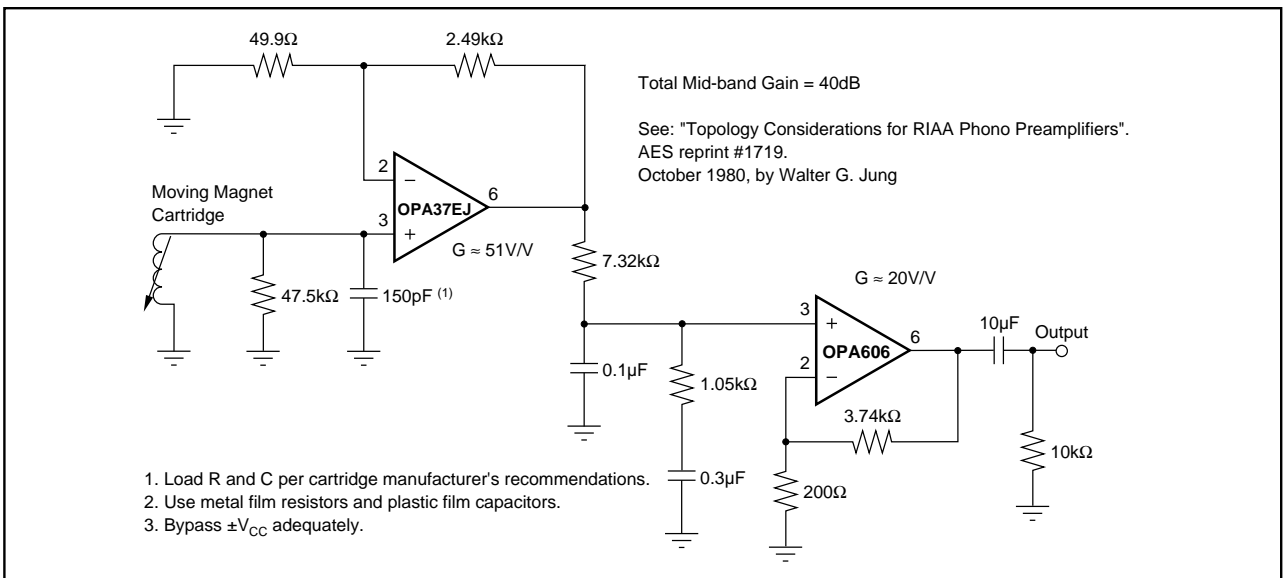 49.9Ω
2.49kΩ
Total Mid-band Gain = 40dB
See: "Topology Considerations for RIAA Phono Preamplifiers".
AES reprint #1719.
October 1980, by Walter G. Jung
Moving Magnet
Cartridge
2
−
OPA37EJ
6
3
+
G ≈ 51V/V
47.5kΩ
150pF (1)
7.32kΩ
G ≈ 20V/V
3
+
OPA606
6
2
−
10µF
Output
0.1µF
1.05kΩ
3.74kΩ
10kΩ
0.3µF
200Ω
1. Load R and C per cartridge manufacturer's recommendations.
2. Use metal film resistors and plastic film capacitors.
3. Bypass ±VCC adequately.